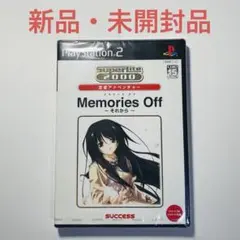 新品・未開封品
PlayStation 2
superlite
2000
恋愛アドベンチャー
Memories Off
~それから~
SUCCESS